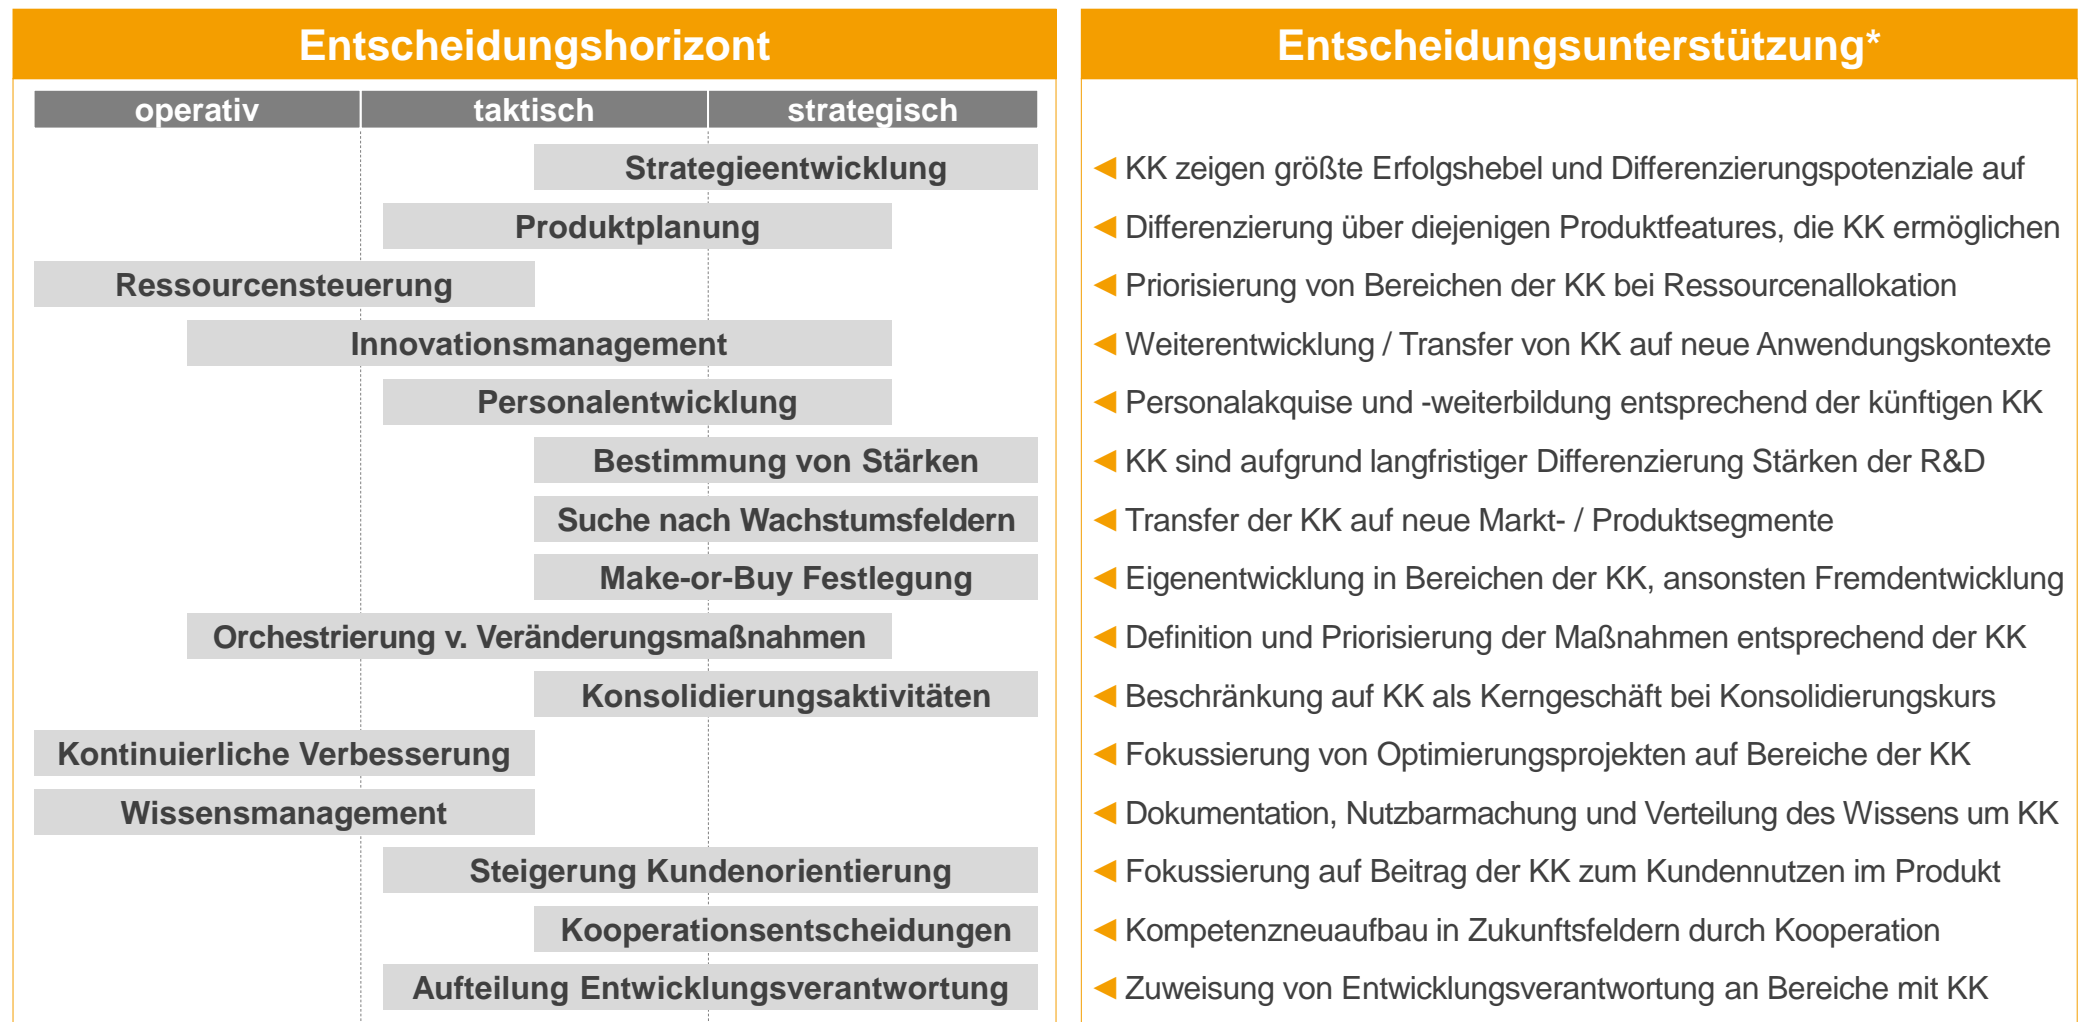 Entscheidungshorizont
Entscheidungsunterstützung*
operativ
taktisch
strategisch
Strategieentwicklung
KK zeigen größte Erfolgshebel und Differenzierungspotenziale auf
Produktplanung
Differenzierung über diejenigen Produktfeatures, die KK ermöglichen
Ressourcensteuerung
Priorisierung von Bereichen der KK bei Ressourcenallokation
Innovationsmanagement
Weiterentwicklung / Transfer von KK auf neue Anwendungskontexte
Personalentwicklung
Personalakquise und -weiterbildung entsprechend der künftigen KK
Bestimmung von Stärken
KK sind aufgrund langfristiger Differenzierung Stärken der R&D
Suche nach Wachstumsfeldern
Transfer der KK auf neue Markt- / Produktsegmente
Make-or-Buy Festlegung
Eigenentwicklung in Bereichen der KK, ansonsten Fremdentwicklung
Orchestrierung v. Veränderungsmaßnahmen
Definition und Priorisierung der Maßnahmen entsprechend der KK
Konsolidierungsaktivitäten
Beschränkung auf KK als Kerngeschäft bei Konsolidierungskurs
Kontinuierliche Verbesserung
Fokussierung von Optimierungsprojekten auf Bereiche der KK
Wissensmanagement
Dokumentation, Nutzbarmachung und Verteilung des Wissens um KK
Steigerung Kundenorientierung
Fokussierung auf Beitrag der KK zum Kundennutzen im Produkt
Kooperationsentscheidungen
Kompetenzneuaufbau in Zukunftsfeldern durch Kooperation
Aufteilung Entwicklungsverantwortung
Zuweisung von Entwicklungsverantwortung an Bereiche mit KK